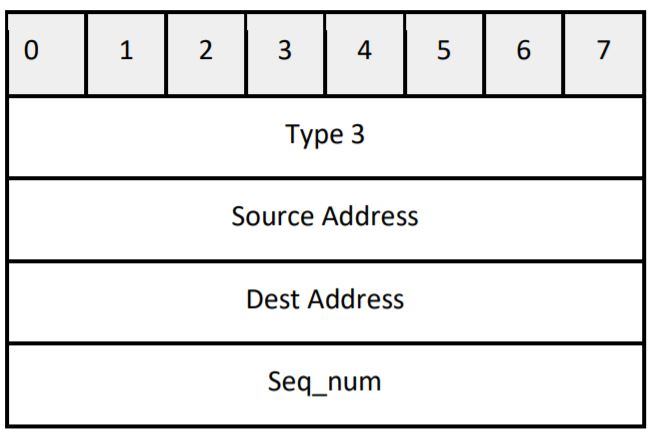 0 1 2 3 4 5 6 7
Type 3
Source Address
Dest Address
Seq_num